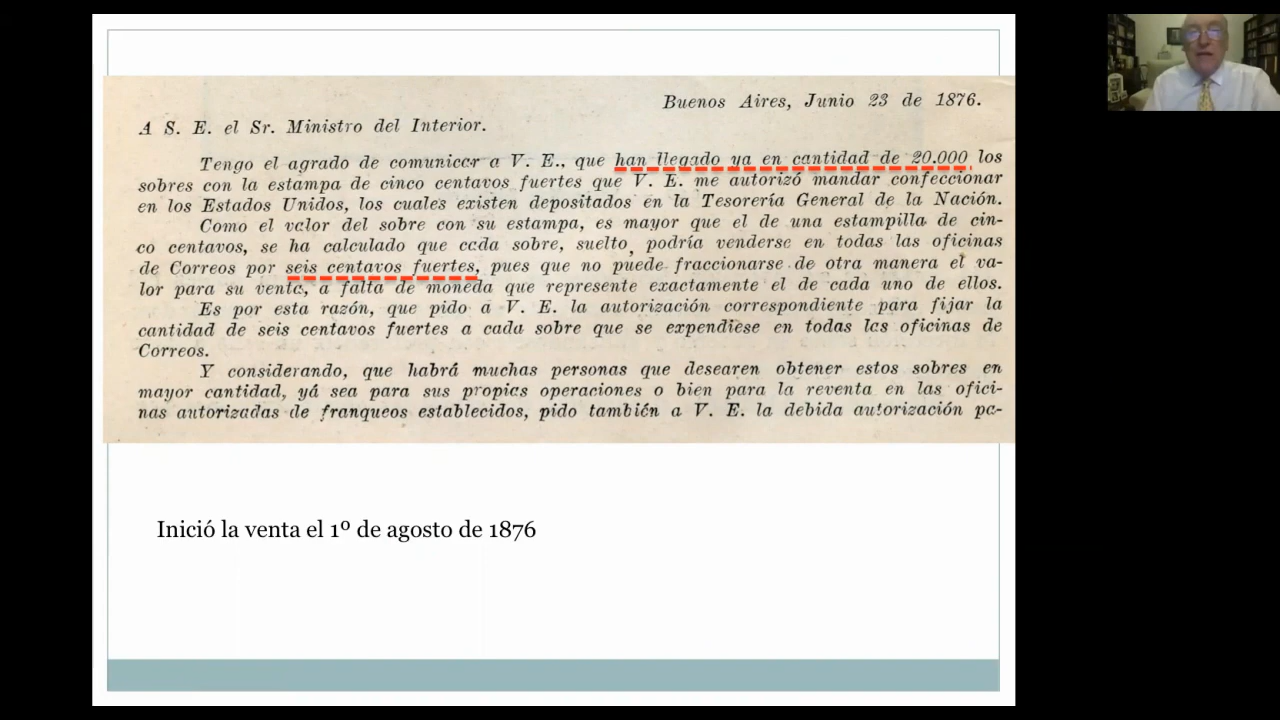 Buenos Aires, Junio 23 de 1876.
A S. E. el Sr. Ministro del Interior.
Tengo el agrado de comunicar a V. E., que han llegado ya en cantidad de 20.000 los
sobres con la estampa de cinco centavos fuertes que V. E. me autorizó mandar confeccionar
en los Estados Unidos, los cuales existen depositados en la Tesorería General de la Nación.
Como el valor del sobre con su estampa, es mayor que el de una estampilla de cin-
co centavos, se ha calculado que cada sobre, suelto, podría venderse en todas las oficinas
de Correos por seis centavos fuertes, pues que no puede fraccionarse de otra manera el va-
lor para su venta, a falta de moneda que represente exactamente el de cada uno de ellos.
Es por esta razón, que pido a V. E. la autorización correspondiente para fijar la
cantidad de seis centavos fuertes a cada sobre que se expendiese en todas las oficinas de
Correos.
Y considerando, que habrá muchas personas que desearen obtener estos sobres en
mayor cantidad, yá sea para sus propias operaciones o bien para la reventa en las ofici-
nas autorizadas de franqueos establecidos, pido también a V. E. la debida autorización pa-
Inició la venta el 1º de agosto de 1876